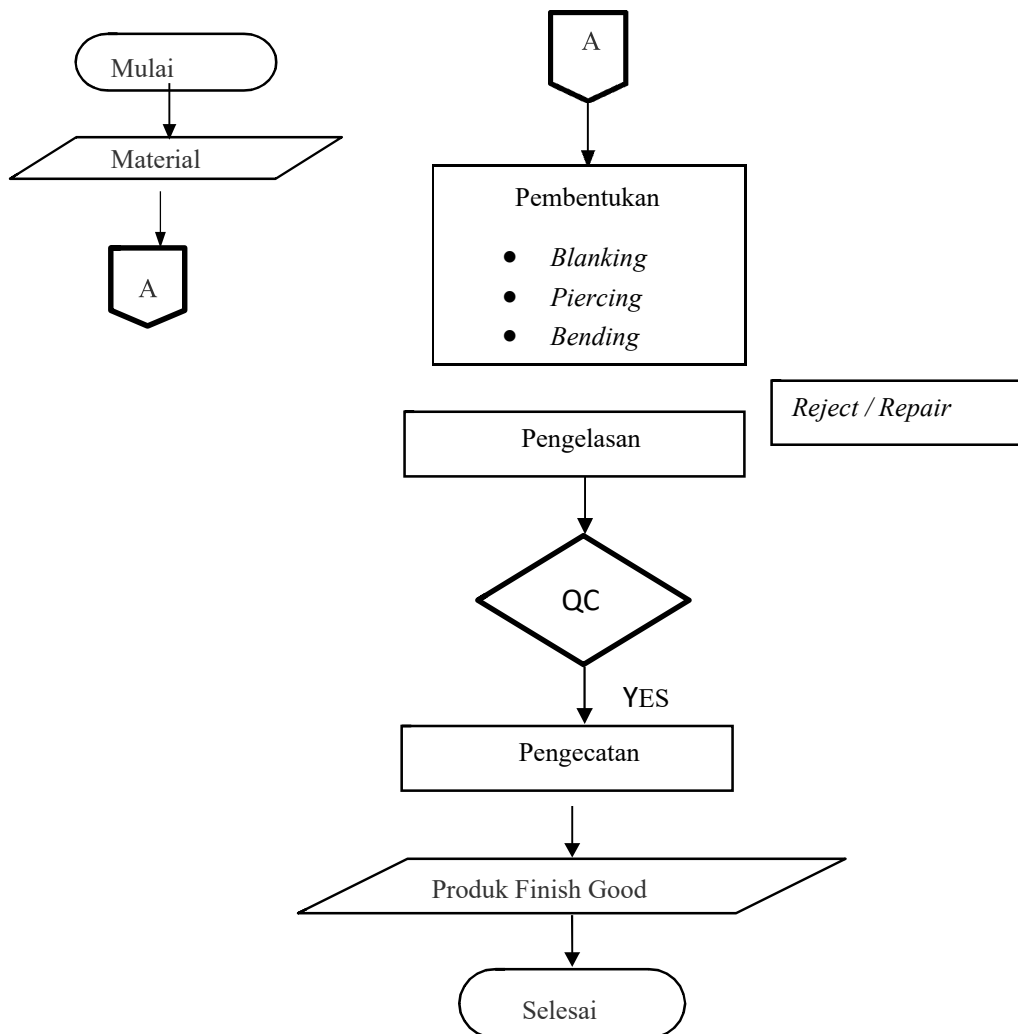 Mulai
Material
A
A
Pembentukan
● Blanking
● Piercing
● Bending
Reject / Repair
Pengelasan
QC
YES
Pengecatan
Produk Finish Good
Selesai